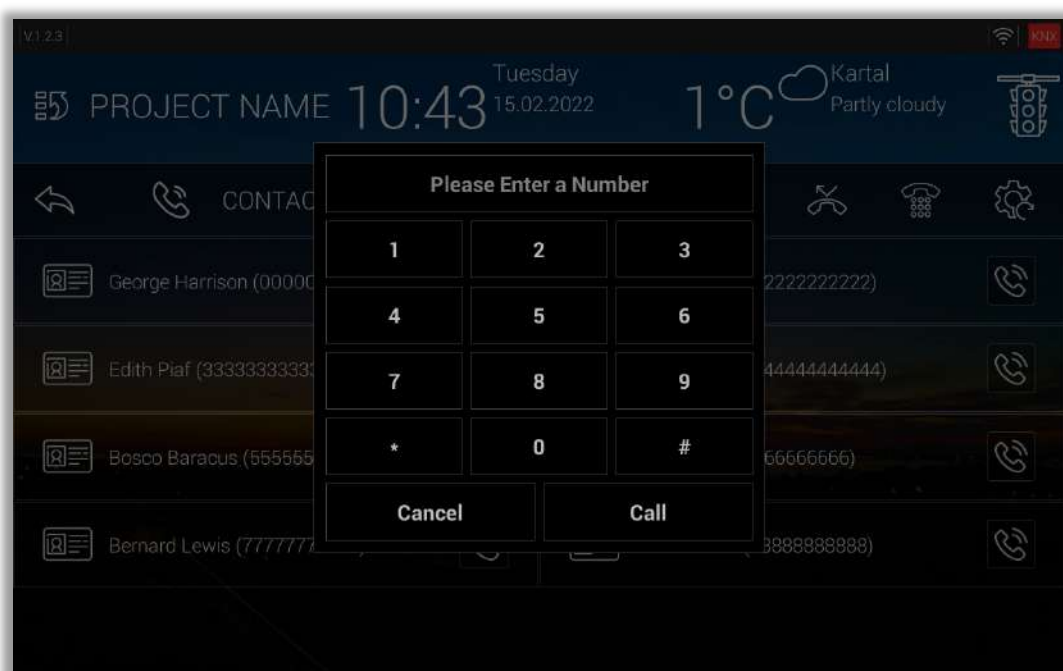 V.1.2.3
KNX
PROJECT NAME 10:43 Tuesday 15.02.2022 1°C Kartal Partly cloudy
CONTAC
Please Enter a Number
1 2 3
George Harrison (00000 2222222222)
4 5 6
Edith Piaf (33333333333 44444444444)
7 8 9
* 0 #
Bosco Baracus (555555 66666666)
Cancel Call
Bernard Lewis (7777777 8888888888)